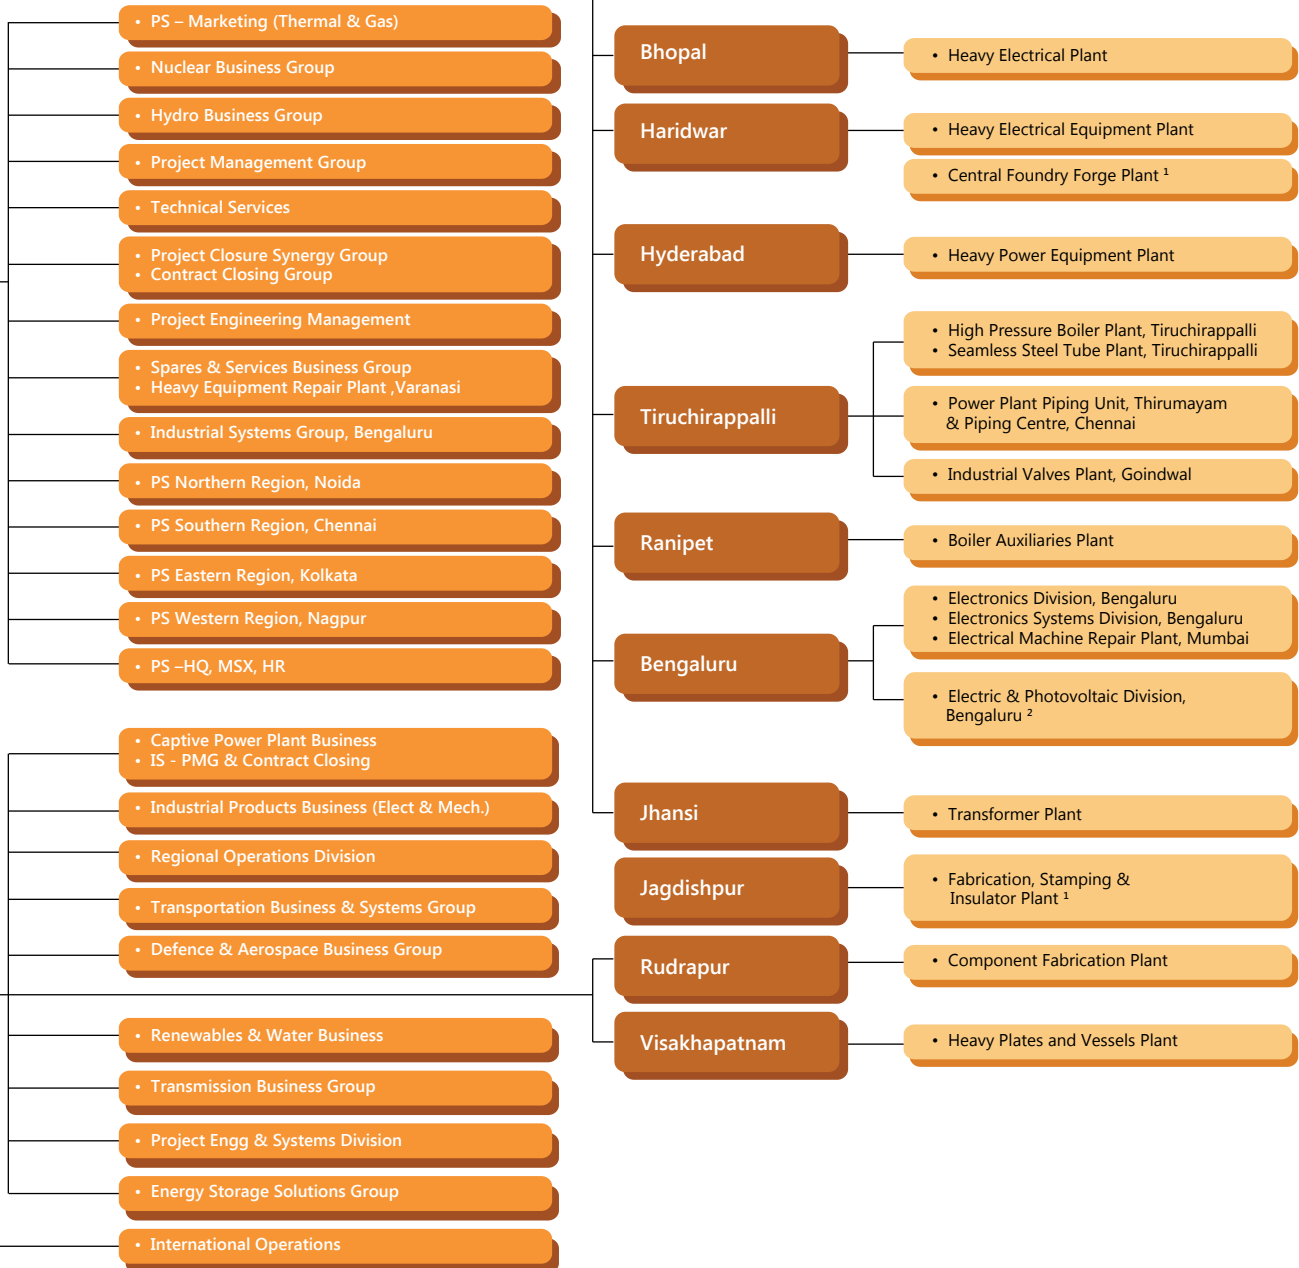 • PS – Marketing (Thermal & Gas)
• Nuclear Business Group
• Hydro Business Group
• Project Management Group
• Technical Services
• Project Closure Synergy Group
• Contract Closing Group
• Project Engineering Management
• Spares & Services Business Group
• Heavy Equipment Repair Plant ,Varanasi
• Industrial Systems Group, Bengaluru
• PS Northern Region, Noida
• PS Southern Region, Chennai
• PS Eastern Region, Kolkata
• PS Western Region, Nagpur
• PS –HQ, MSX, HR
• Captive Power Plant Business
• IS - PMG & Contract Closing
• Industrial Products Business (Elect & Mech.)
• Regional Operations Division
• Transportation Business & Systems Group
• Defence & Aerospace Business Group
• Renewables & Water Business
• Transmission Business Group
• Project Engg & Systems Division
• Energy Storage Solutions Group
• International Operations
Bhopal
• Heavy Electrical Plant
Haridwar
• Heavy Electrical Equipment Plant
• Central Foundry Forge Plant ¹
Hyderabad
• Heavy Power Equipment Plant
Tiruchirappalli
• High Pressure Boiler Plant, Tiruchirappalli
• Seamless Steel Tube Plant, Tiruchirappalli
• Power Plant Piping Unit, Thirumayam
& Piping Centre, Chennai
• Industrial Valves Plant, Goindwal
Ranipet
• Boiler Auxiliaries Plant
Bengaluru
• Electronics Division, Bengaluru
• Electronics Systems Division, Bengaluru
• Electrical Machine Repair Plant, Mumbai
• Electric & Photovoltaic Division,
Bengaluru ²
Jhansi
• Transformer Plant
Jagdishpur
• Fabrication, Stamping &
Insulator Plant ¹
Rudrapur
• Component Fabrication Plant
Visakhapatnam
• Heavy Plates and Vessels Plant